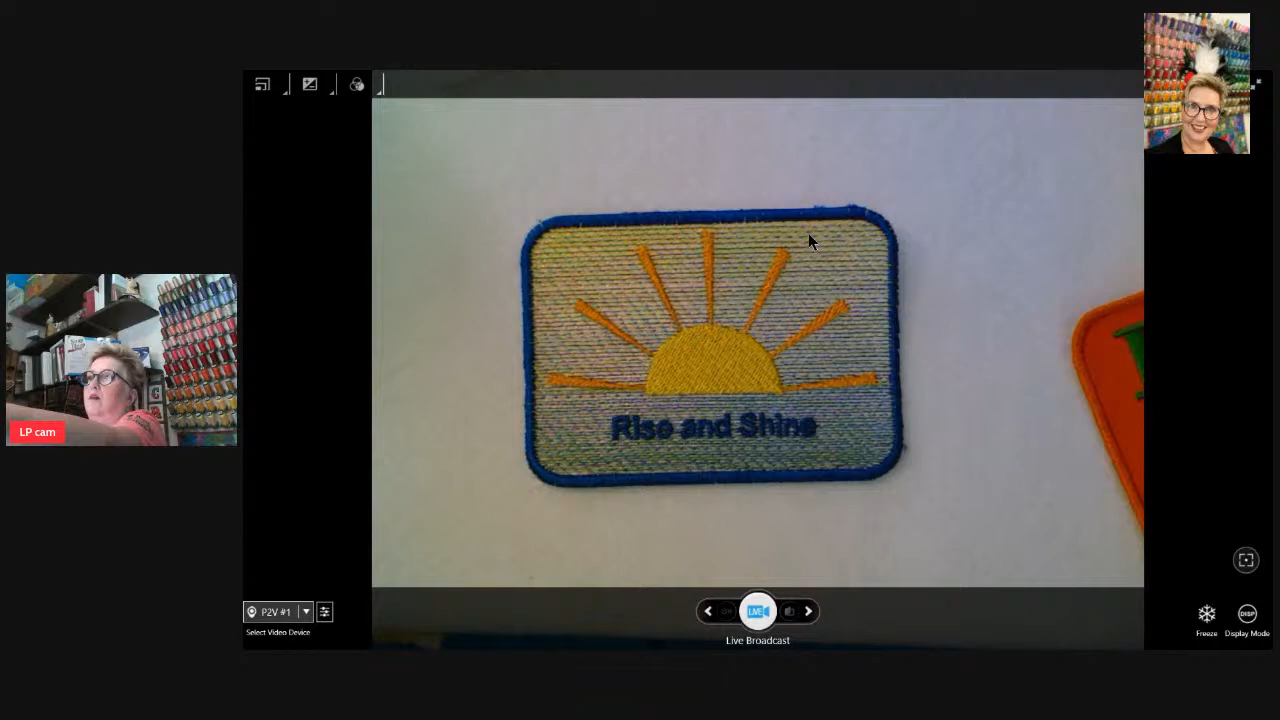 LP cam
Rise and Shine
P2V #1
Select Video Device
LIVE
Live Broadcast
Freeze
DISP
Display Mode